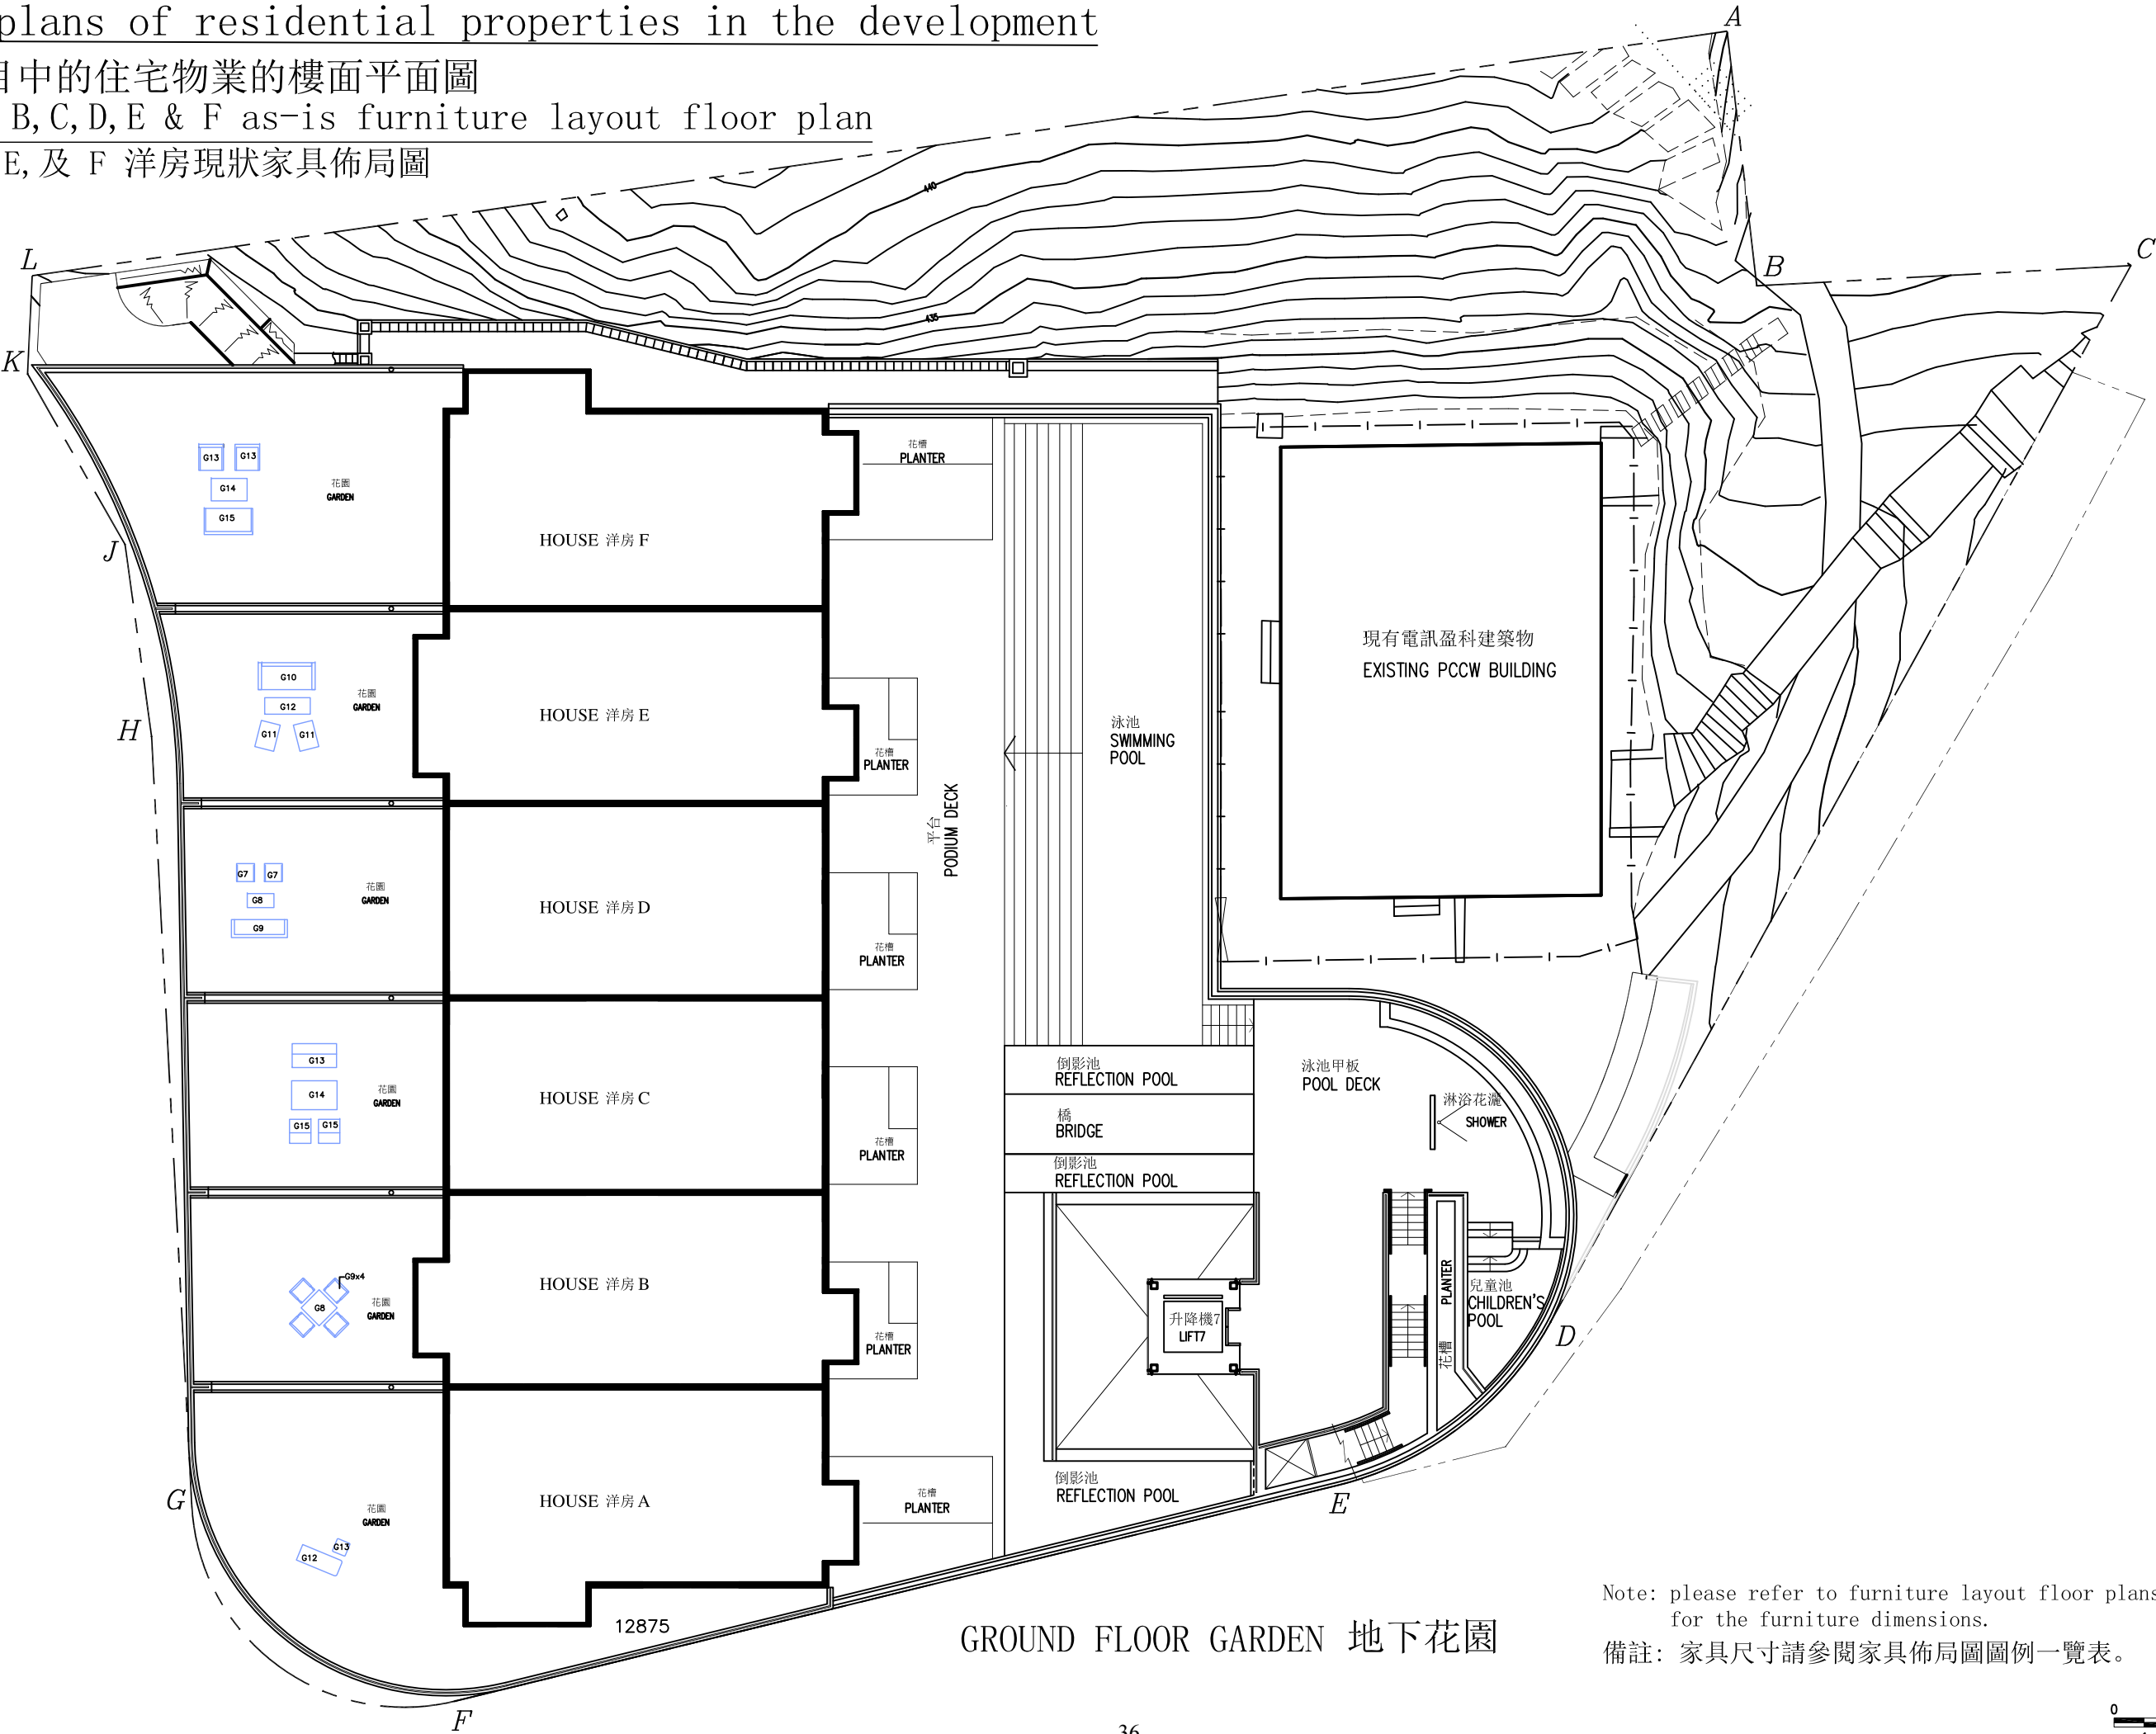 plans of residential properties in the development
目中的住宅物業的樓面平面圖
B,C,D,E & F as-is furniture layout floor plan
E,及 F 洋房現狀家具佈局圖
A
B
C
L
K
J
H
G
F
E
D
440
435
花園
GARDEN
G13
G13
G14
G15
HOUSE 洋房 F
花槽
PLANTER
G10
G12
G11
G11
花園
GARDEN
HOUSE 洋房 E
花槽
PLANTER
泳池
SWIMMING
POOL
現有電訊盈科建築物
EXISTING PCCW BUILDING
平台
PODIUM DECK
G7
G7
G8
G9
花園
GARDEN
HOUSE 洋房 D
花槽
PLANTER
G13
G14
G15
G15
花園
GARDEN
HOUSE 洋房 C
花槽
PLANTER
倒影池
REFLECTION POOL
橋
BRIDGE
倒影池
REFLECTION POOL
泳池甲板
POOL DECK
淋浴花灑
SHOWER
G9x4
G8
花園
GARDEN
HOUSE 洋房 B
花槽
PLANTER
升降機7
LIFT7
PLANTER
花槽
兒童池
CHILDREN'S
POOL
花園
GARDEN
G12
G13
HOUSE 洋房 A
花槽
PLANTER
倒影池
REFLECTION POOL
12875
GROUND FLOOR GARDEN 地下花園
Note: please refer to furniture layout floor plans
for the furniture dimensions.
備註: 家具尺寸請參閱家具佈局圖圖例一覽表。
0
36